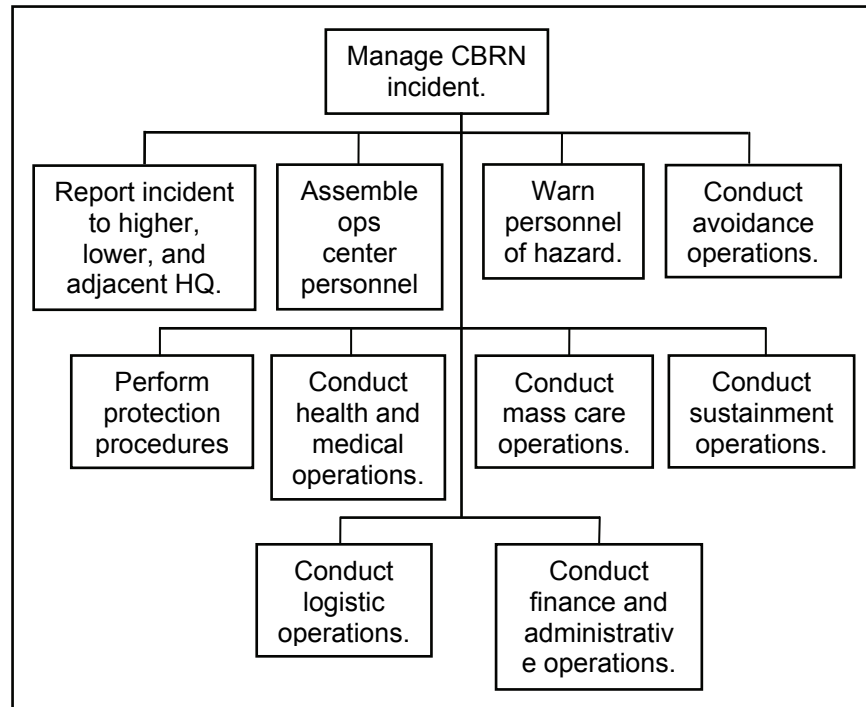 Manage CBRN
incident.
Report incident
to higher,
lower, and
adjacent HQ.
Assemble
ops
center
personnel
Warn
personnel
of hazard.
Conduct
avoidance
operations.
Perform
protection
procedures
Conduct
health and
medical
operations.
Conduct
mass care
operations.
Conduct
sustainment
operations.
Conduct
logistic
operations.
Conduct
finance and
administrativ
e operations.